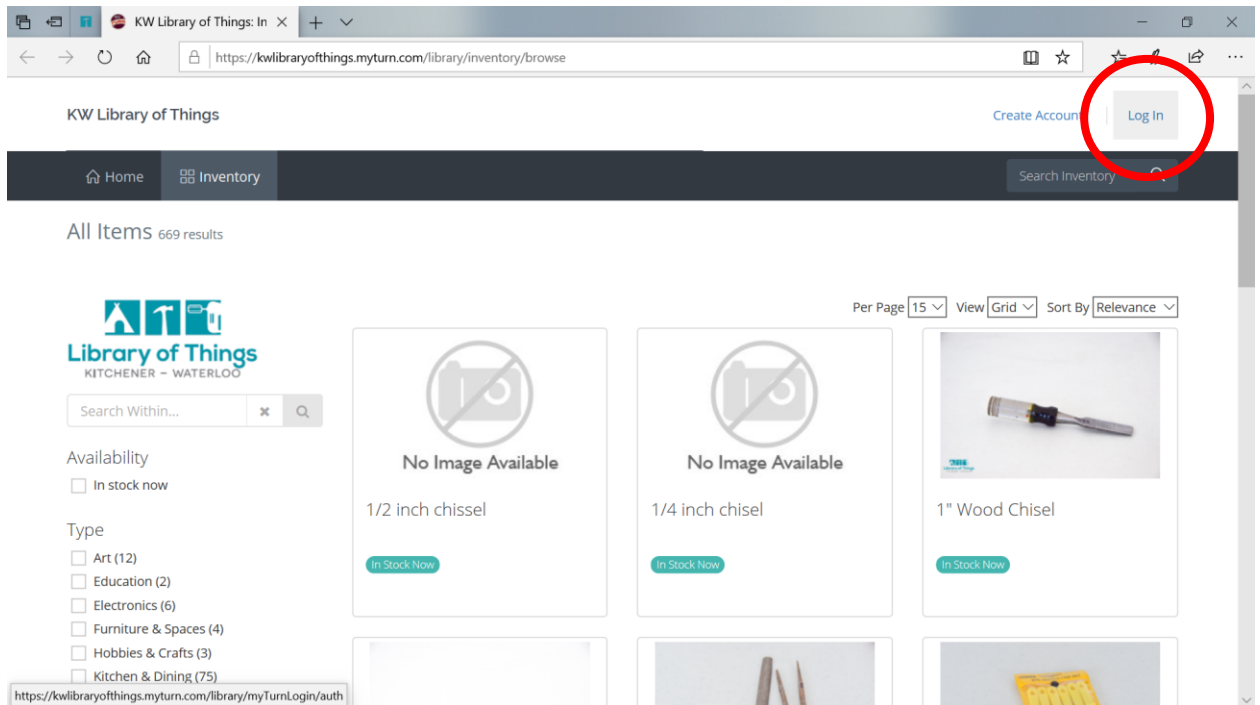 KW Library of Things: In
https://kwlibraryofthings.myturn.com/library/inventory/browse
KW Library of Things
Create Account
Log In
Home
Inventory
Search Inventory
All Items 669 results
Per Page 15 View Grid Sort By Relevance
Library of Things
KITCHENER – WATERLOO
Search Within...
Availability
In stock now
Type
Art (12)
Education (2)
Electronics (6)
Furniture & Spaces (4)
Hobbies & Crafts (3)
Kitchen & Dining (75)
No Image Available
1/2 inch chissel
In Stock Now
No Image Available
1/4 inch chisel
In Stock Now
1" Wood Chisel
In Stock Now
https://kwlibraryofthings.myturn.com/library/myTurnLogin/auth